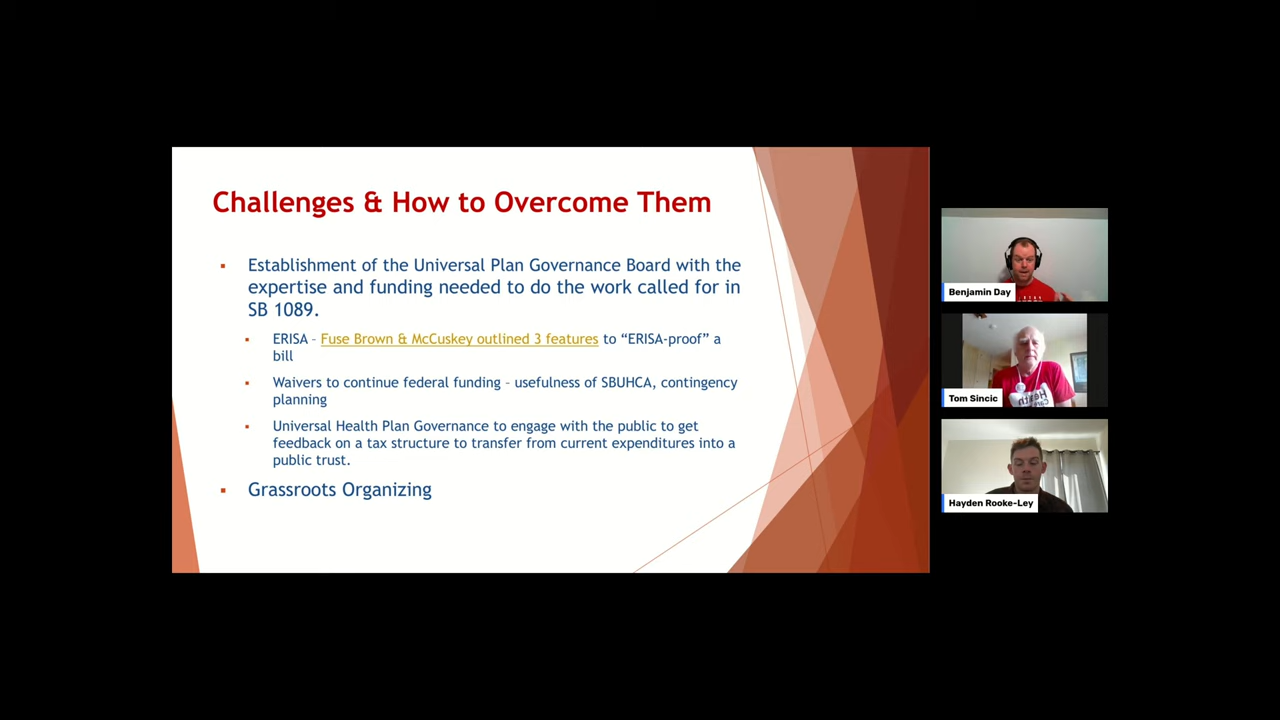 Challenges & How to Overcome Them
Establishment of the Universal Plan Governance Board with the
expertise and funding needed to do the work called for in
SB 1089.
ERISA – Fuse Brown & McCuskey outlined 3 features to “ERISA-proof” a
bill
Waivers to continue federal funding – usefulness of SBUHCA, contingency
planning
Universal Health Plan Governance to engage with the public to get
feedback on a tax structure to transfer from current expenditures into a
public trust.
Grassroots Organizing
Benjamin Day
Tom Sincic
Hayden Rooke-Ley